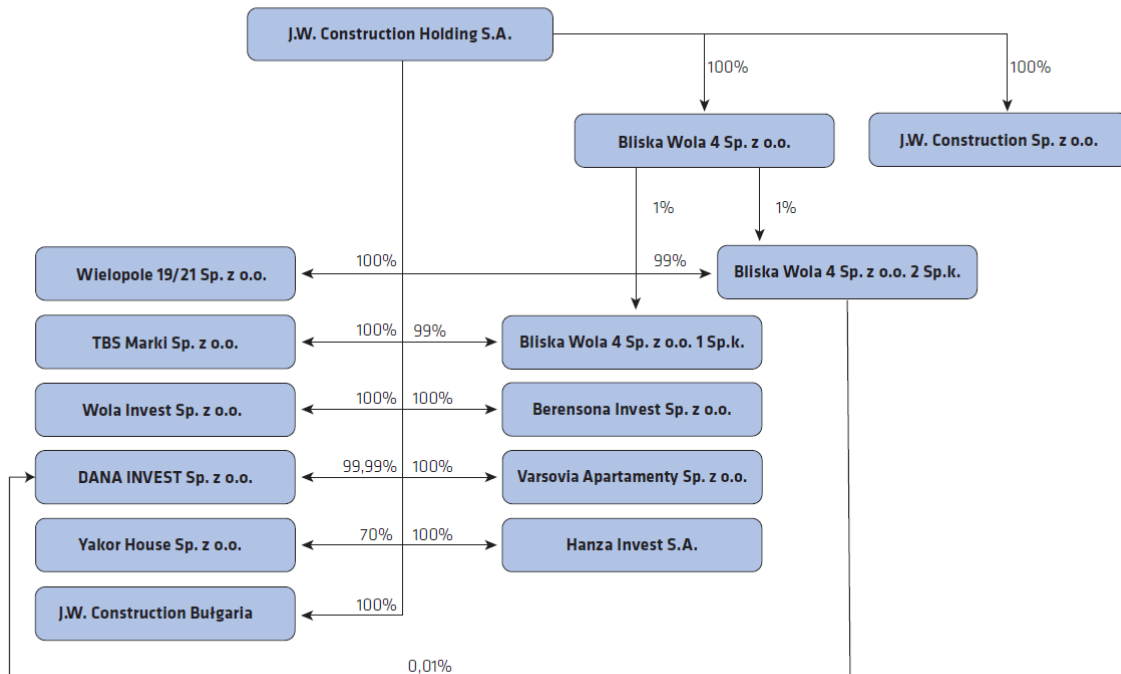 J.W. Construction Holding S.A.
100%
100%
Bliska Wola 4 Sp. z o.o.
J.W. Construction Sp. z o.o.
1%
1%
Wielopole 19/21 Sp. z o.o.
100%
99%
Bliska Wola 4 Sp. z o.o. 2 Sp.k.
TBS Marki Sp. z o.o.
100%
99%
Bliska Wola 4 Sp. z o.o. 1 Sp.k.
Wola Invest Sp. z o.o.
100%
100%
Berensona Invest Sp. z o.o.
DANA INVEST Sp. z o.o.
99,99%
100%
Varsovia Apartamenty Sp. z o.o.
Yakor House Sp. z o.o.
70%
100%
Hanza Invest S.A.
J.W. Construction Bułgaria
100%
0,01%